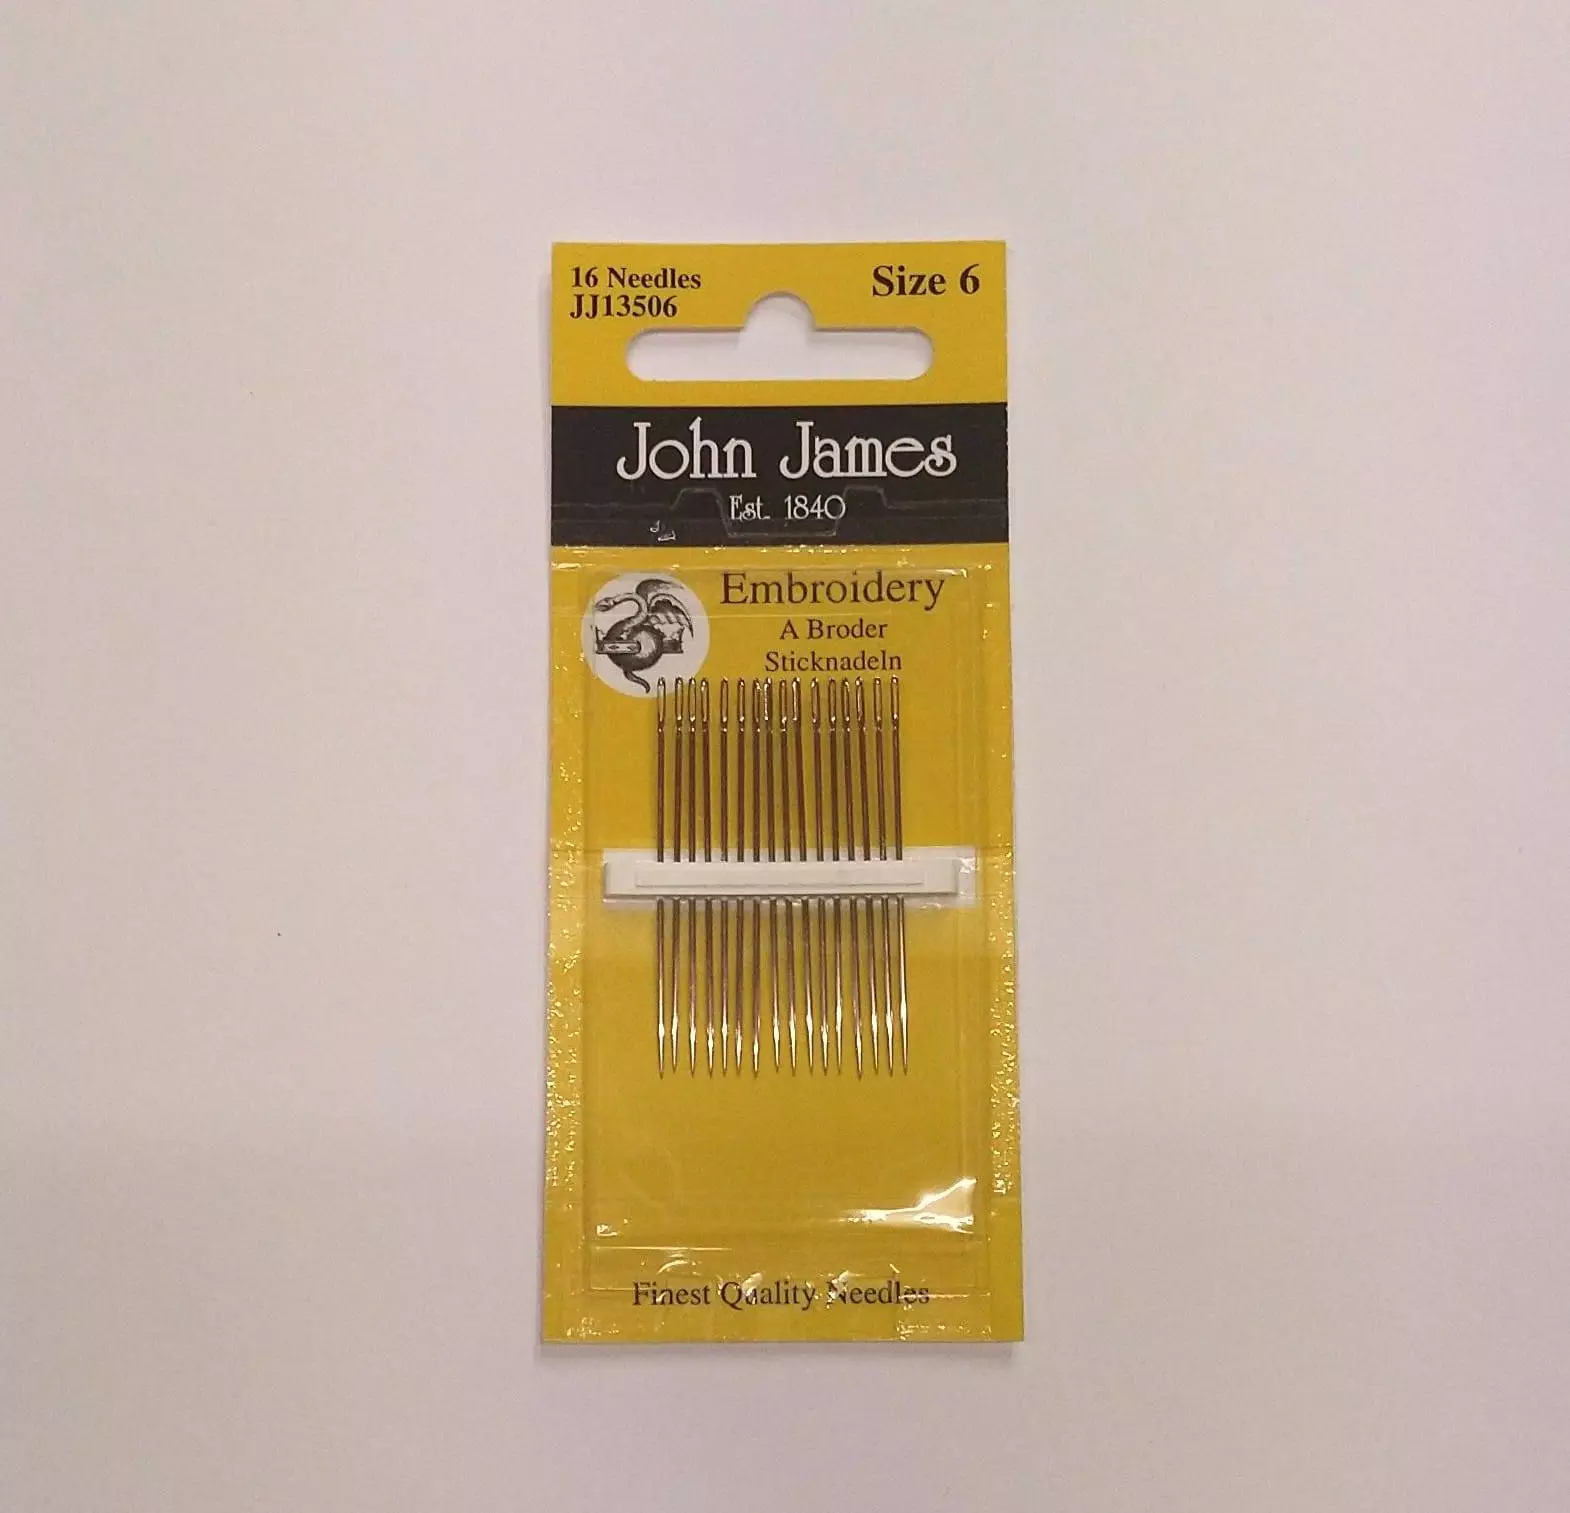 16 Needles
JJ13506
Size 6
John James
Est. 1840
Embroidery
A Broder
Sticknadeln
Finest Quality Needles